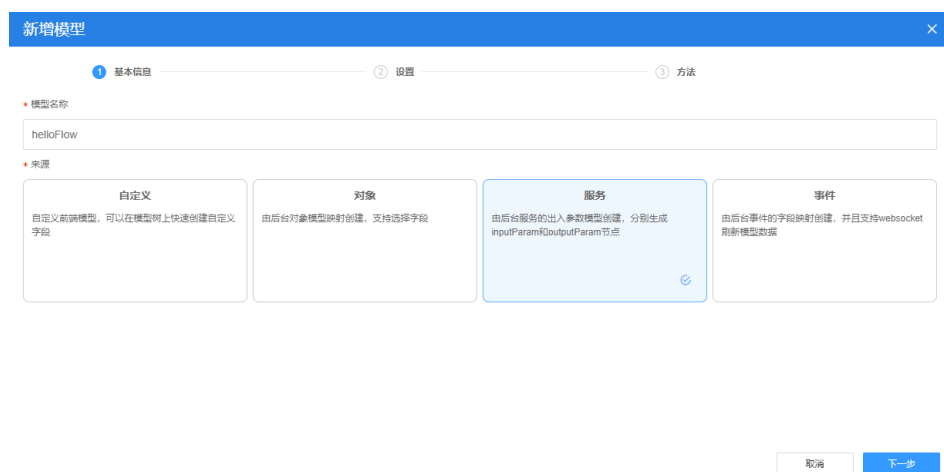 新增模型
1 基本信息 2 设置 3 方法
* 模型名称
helloFlow
* 来源
自定义
自定义前端模型，可以在模型树上快速创建自定义
字段
对象
由后台对象模型映射创建，支持选择字段
服务
由后台服务的出入参数模型创建，分别生成
inputParam和outputParam节点
事件
由后台事件的字段映射创建，并且支持websocket
刷新模型数据
取消 下一步